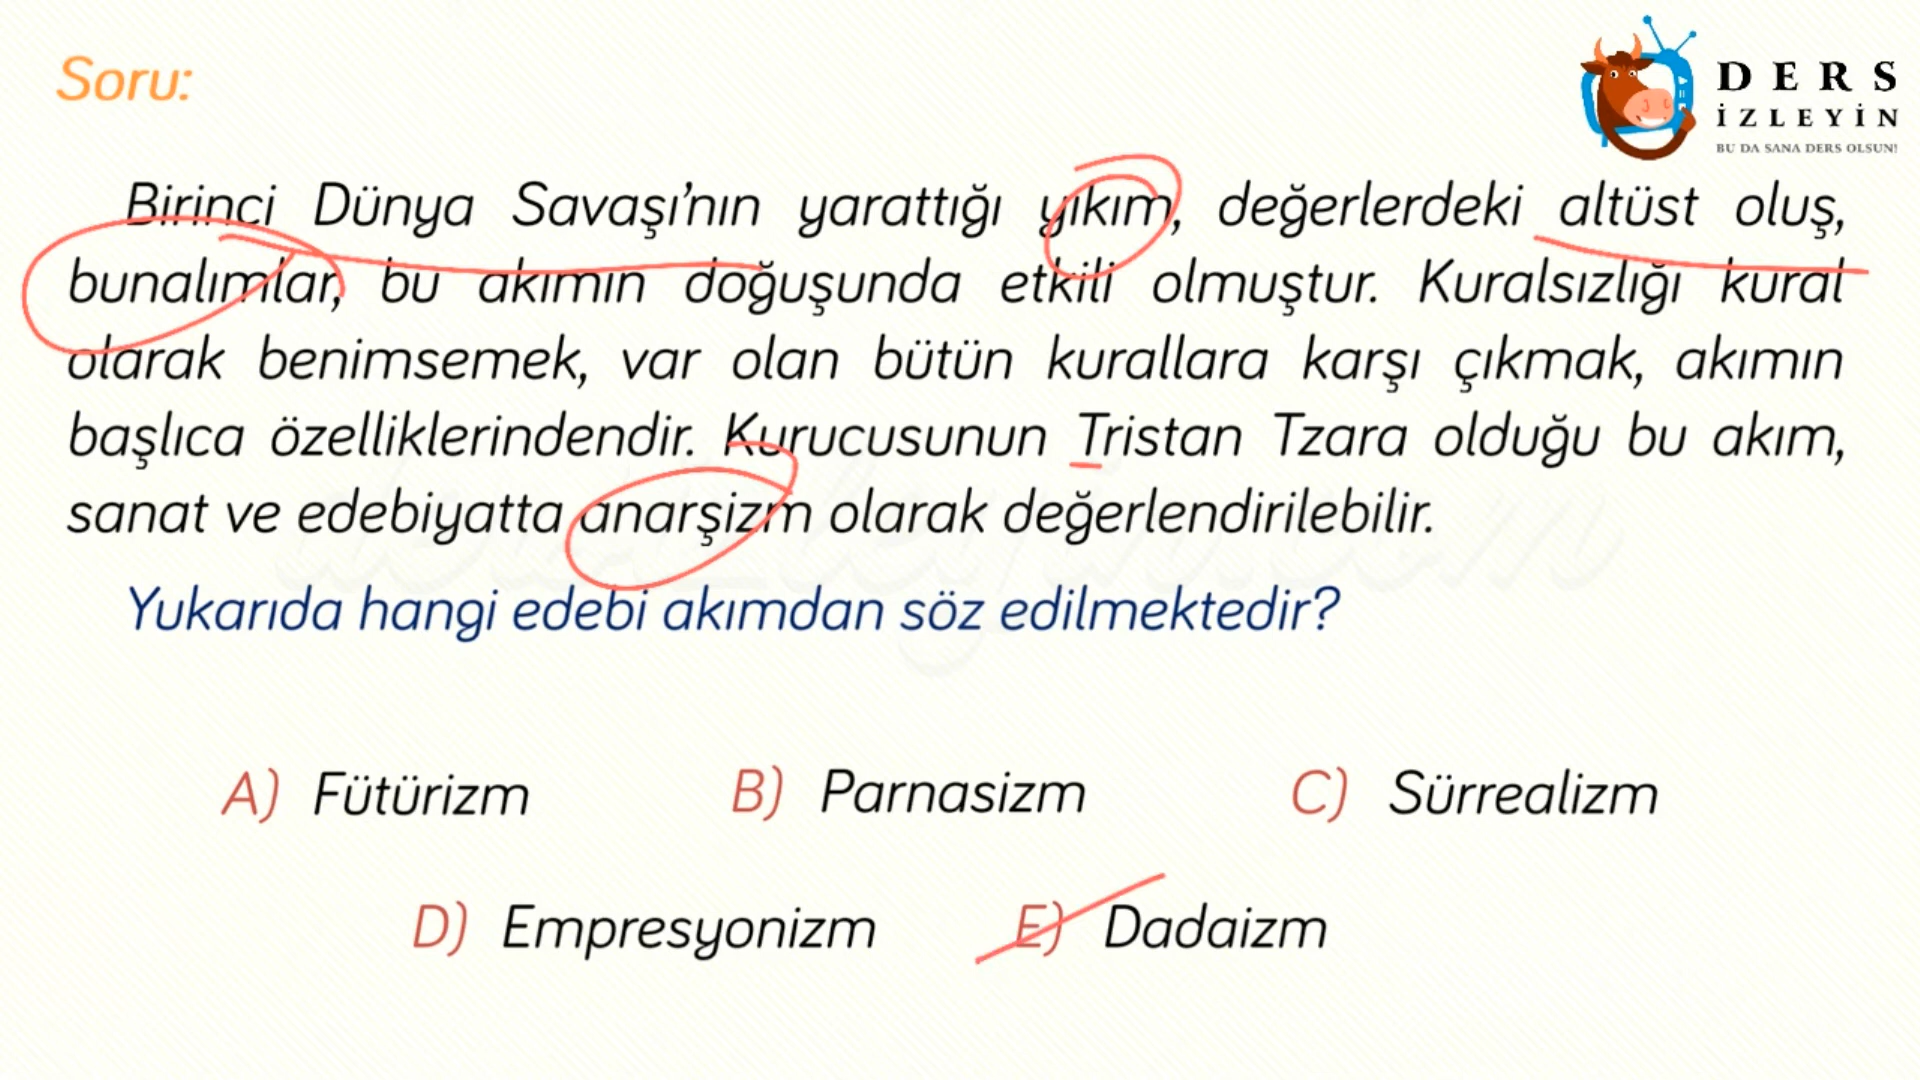 Soru:
DERS
İZLEYİN
BU DA SANA DERS OLSUN!
Birinci Dünya Savaşı'nın yarattığı yıkım, değerlerdeki altüst oluş,
bunalımlar, bu akımın doğuşunda etkili olmuştur. Kuralsızlığı kural
olarak benimsemek, var olan bütün kurallara karşı çıkmak, akımın
başlıca özelliklerindendir. Kurucusunun Tristan Tzara olduğu bu akım,
sanat ve edebiyatta anarşizm olarak değerlendirilebilir.
Yukarıda hangi edebi akımdan söz edilmektedir?
A) Fütürizm B) Parnasizm C) Sürrealizm
D) Empresyonizm E) Dadaizm